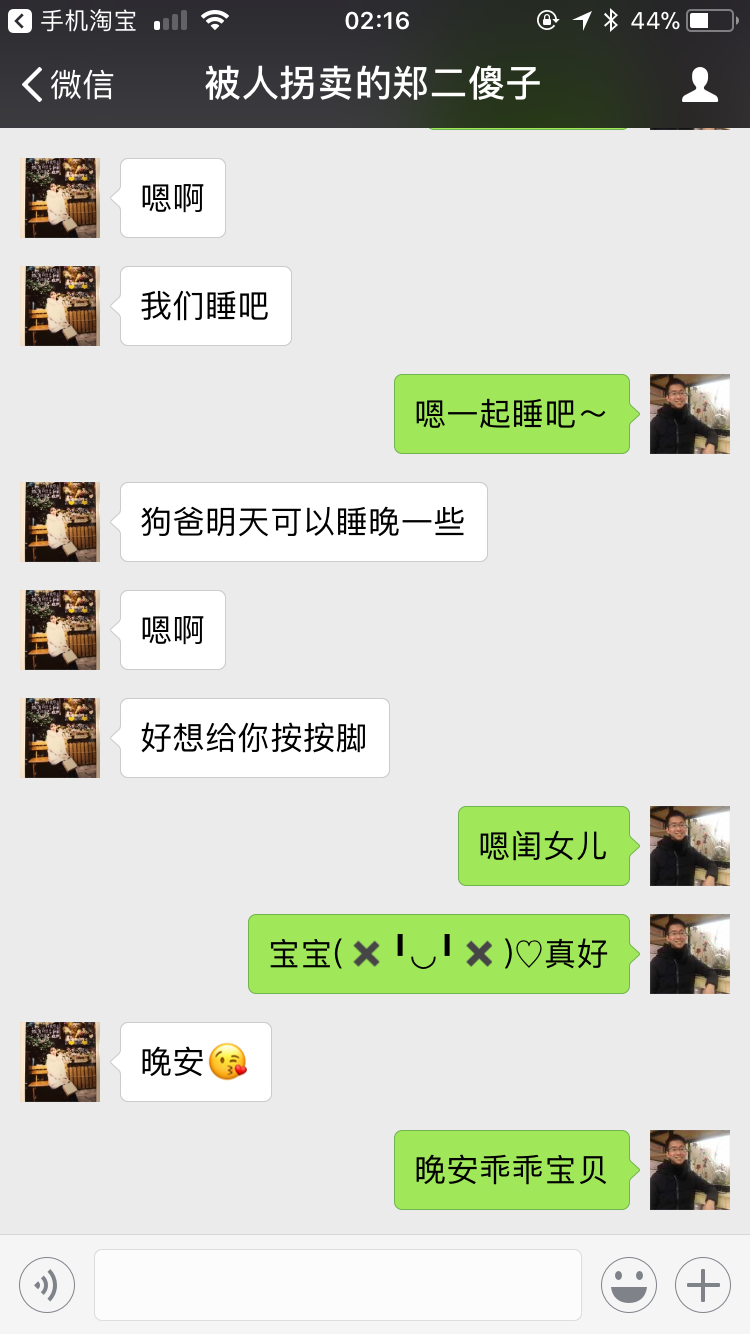 手机淘宝 02:16 44%
微信 被人拐卖的郑二傻子
嗯啊
我们睡吧
嗯一起睡吧～
狗爸明天可以睡晚一些
嗯啊
好想给你按按脚
嗯闺女儿
宝宝( ✖ ╹◡╹ ✖ )♡真好
晚安😘
晚安乖乖宝贝